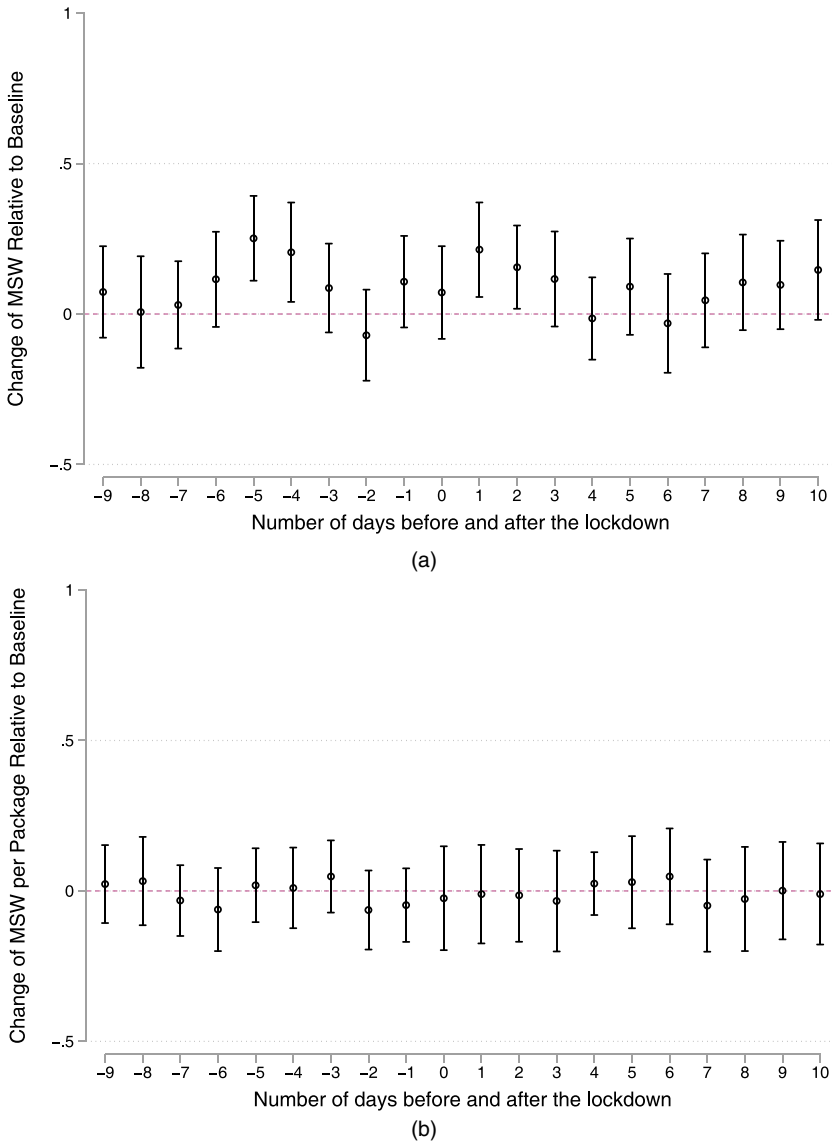 Change of MSW Relative to Baseline
1
.5
0
−.5
−9 −8 −7 −6 −5 −4 −3 −2 −1 0 1 2 3 4 5 6 7 8 9 10
Number of days before and after the lockdown
(a)
Change of MSW per Package Relative to Baseline
1
.5
0
−.5
−9 −8 −7 −6 −5 −4 −3 −2 −1 0 1 2 3 4 5 6 7 8 9 10
Number of days before and after the lockdown
(b)